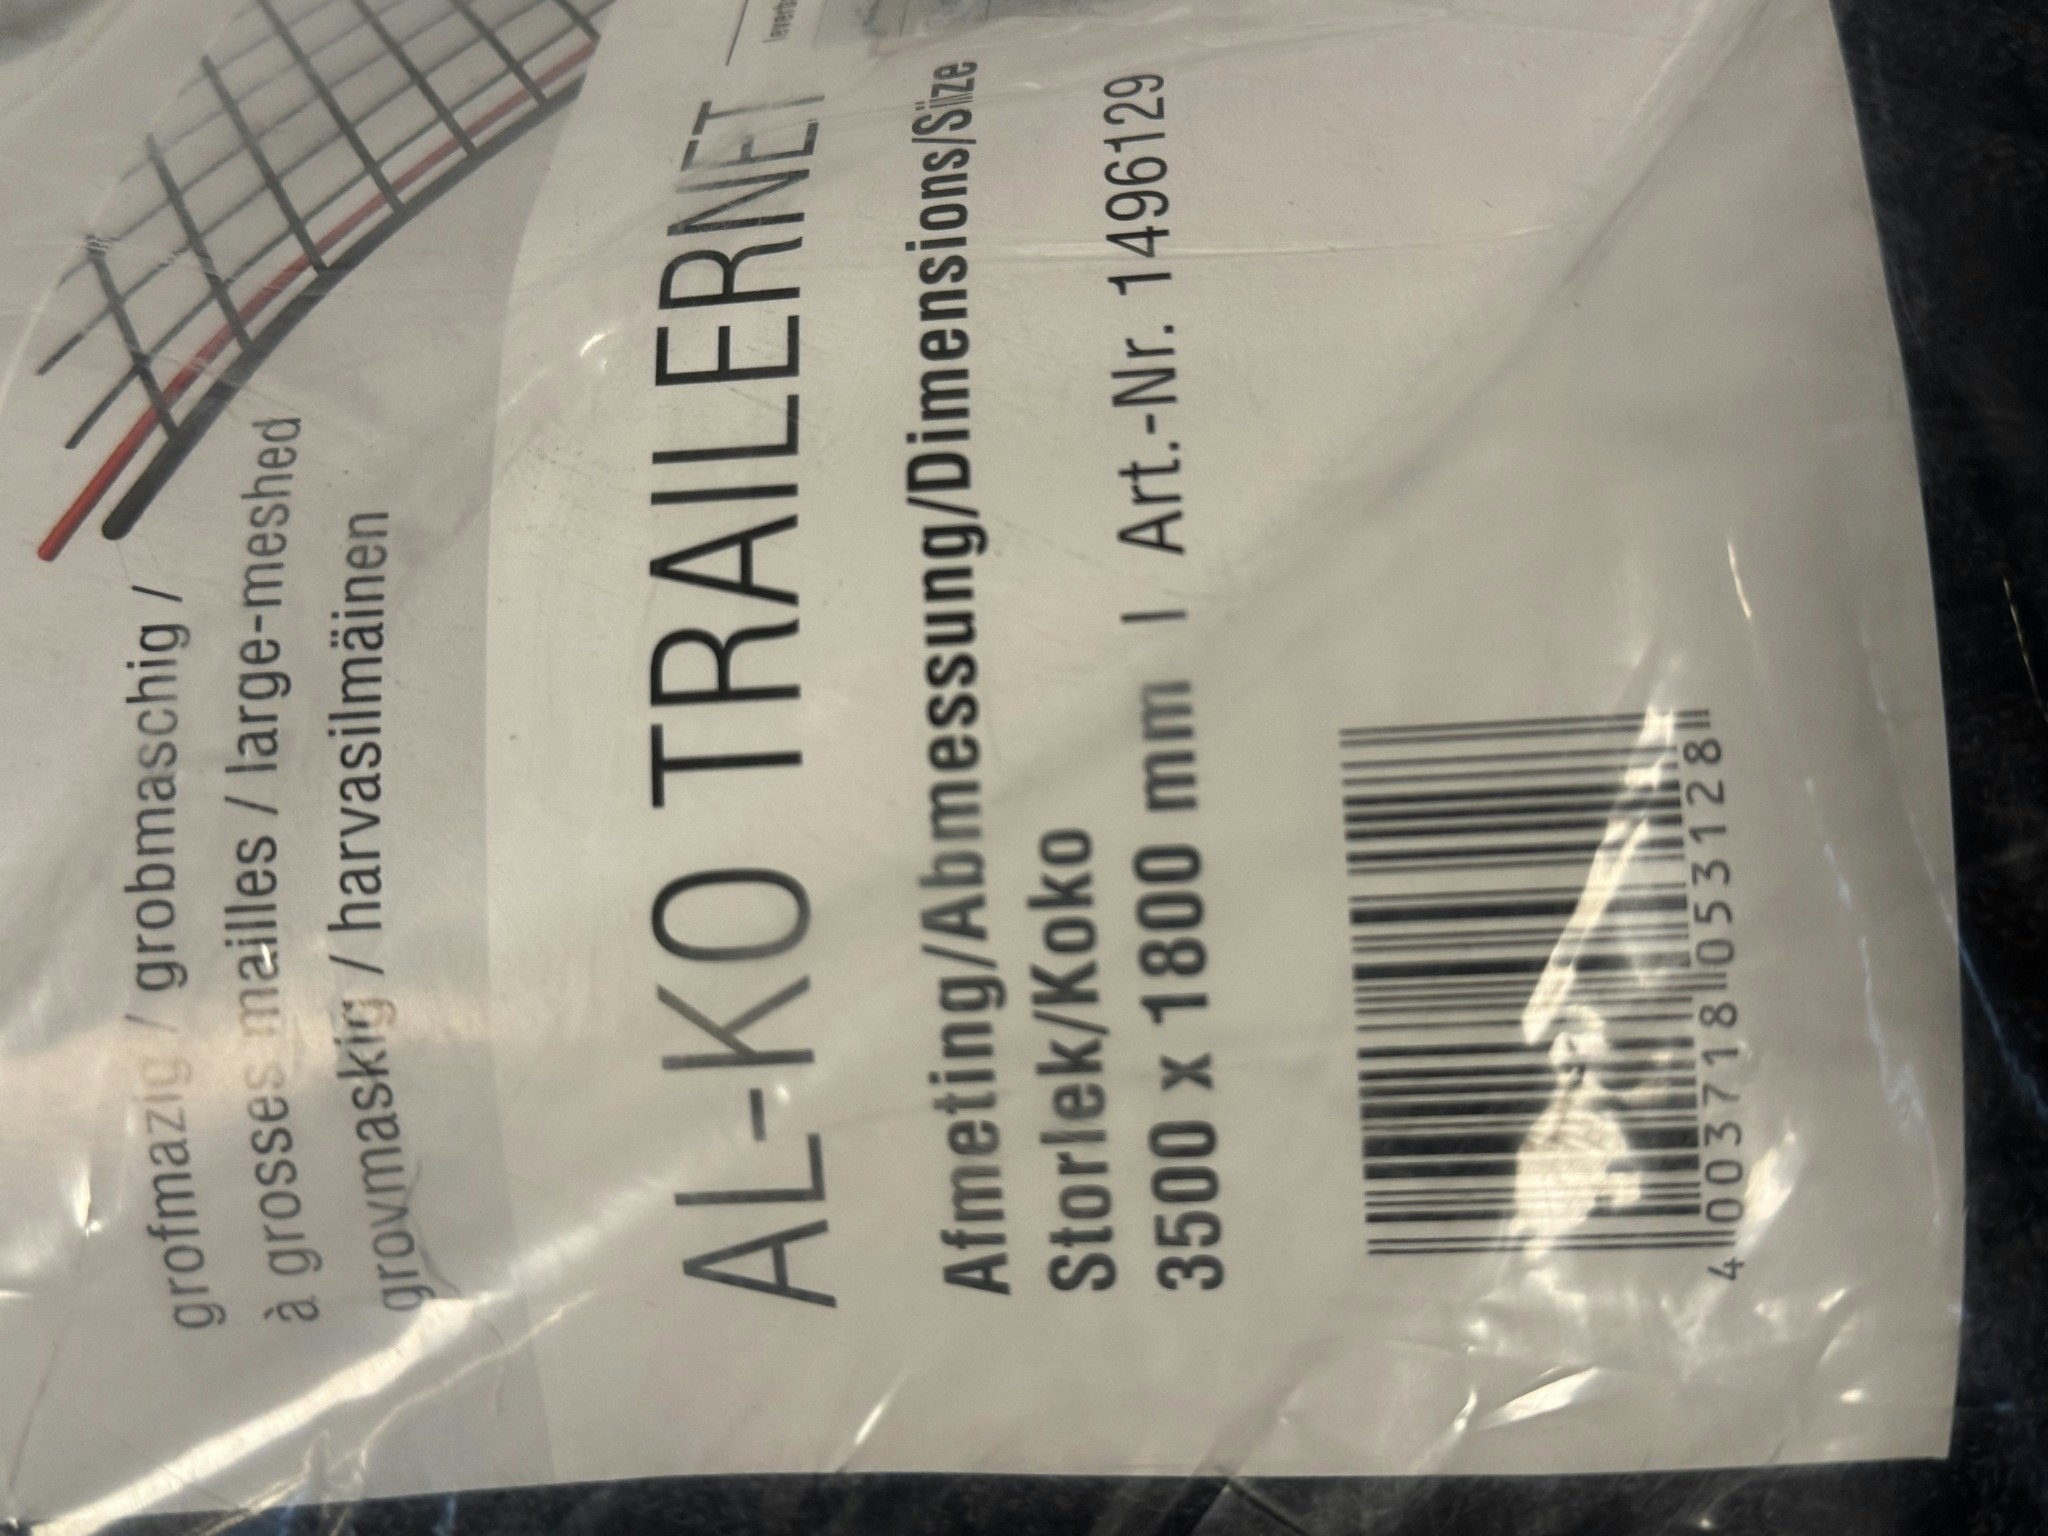 grofmazig / grobmaschig /
à grosses mailles / large-meshed
grovmaskig / harvasilmäinen
AL-KO TRAILERNET
Afmeting/Abmessung/Dimensions/Size
Storlek/Koko
3500 x 1800 mm | Art.-Nr. 1496129
4 003718 053128